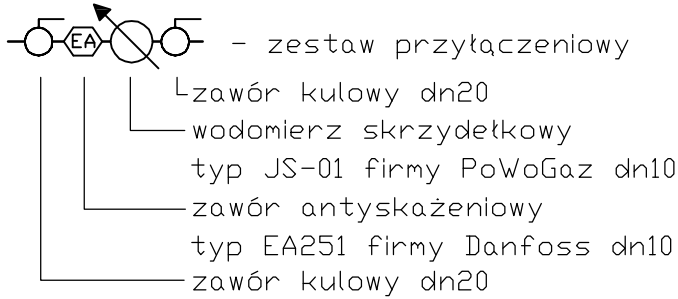 EA - zestaw przyłączeniowy
zawór kulowy dn20
wodomierz skrzydełkowy
typ JS-01 firmy PoWoGaz dn10
zawór antyskażeniowy
typ EA251 firmy Danfoss dn10
zawór kulowy dn20